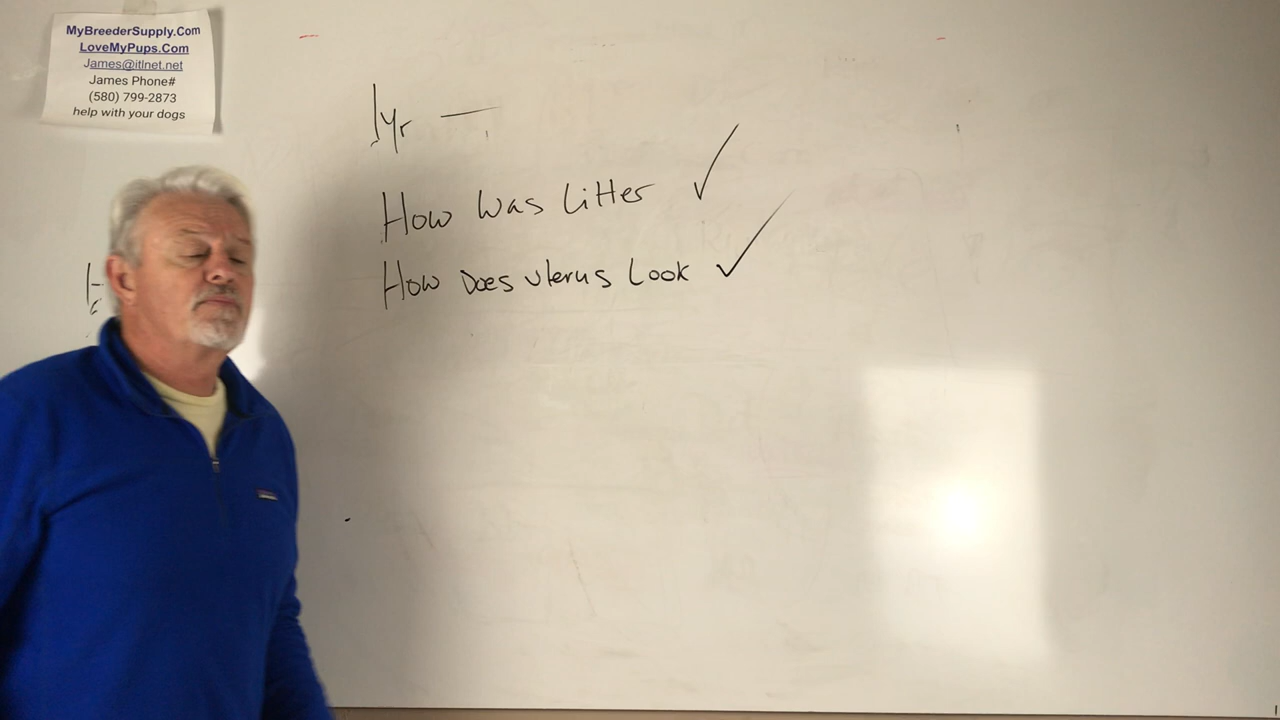 MyBreederSupply.Com
LoveMyPups.Com
James@itlnet.net
James Phone#
(580) 799-2873
help with your dogs
1yr —
How Was Litter ✓
How Does uterus Look ✓